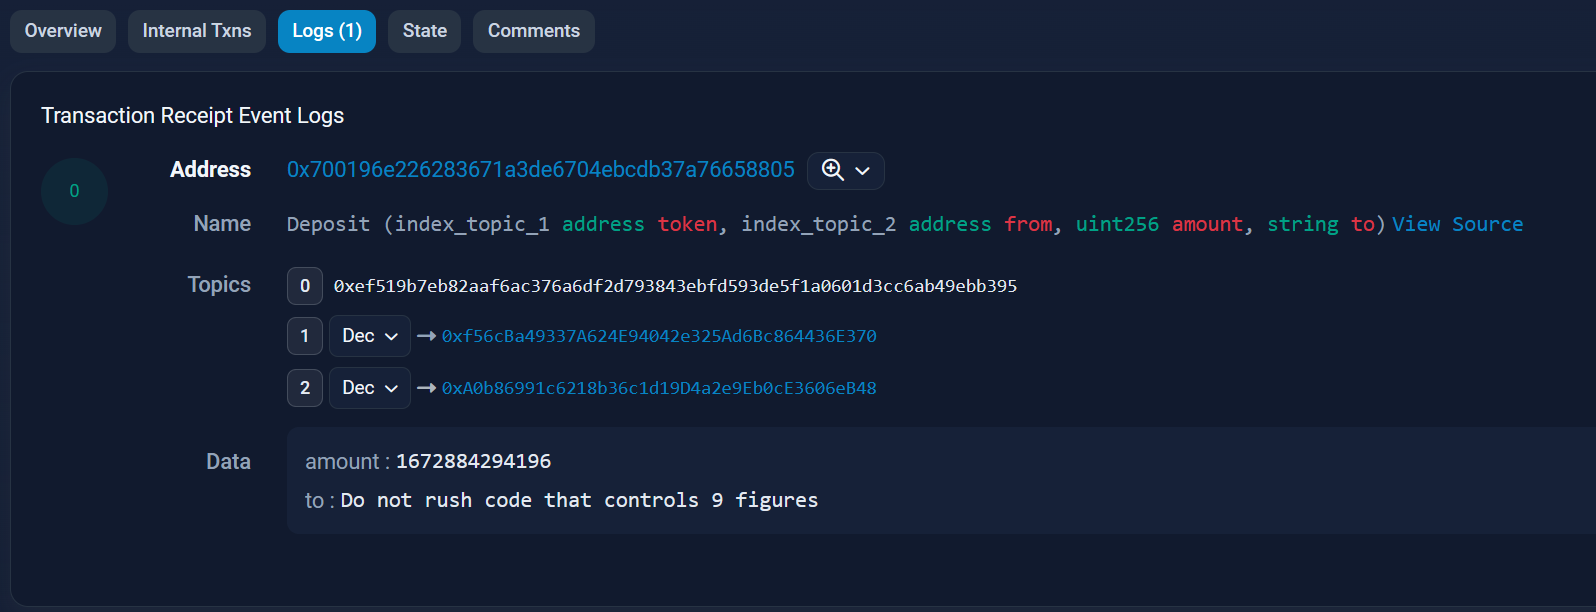 Overview Internal Txns Logs (1) State Comments
Transaction Receipt Event Logs
0
Address 0x700196e226283671a3de6704ebcdb37a76658805
Name Deposit (index_topic_1 address token, index_topic_2 address from, uint256 amount, string to) View Source
Topics 0 0xef519b7eb82aaf6ac376a6df2d793843ebfd593de5f1a0601d3cc6ab49ebb395
1 Dec → 0xf56cBa49337A624E94042e325Ad6Bc864436E370
2 Dec → 0xA0b86991c6218b36c1d19D4a2e9Eb0cE3606eB48
Data amount : 1672884294196
to : Do not rush code that controls 9 figures